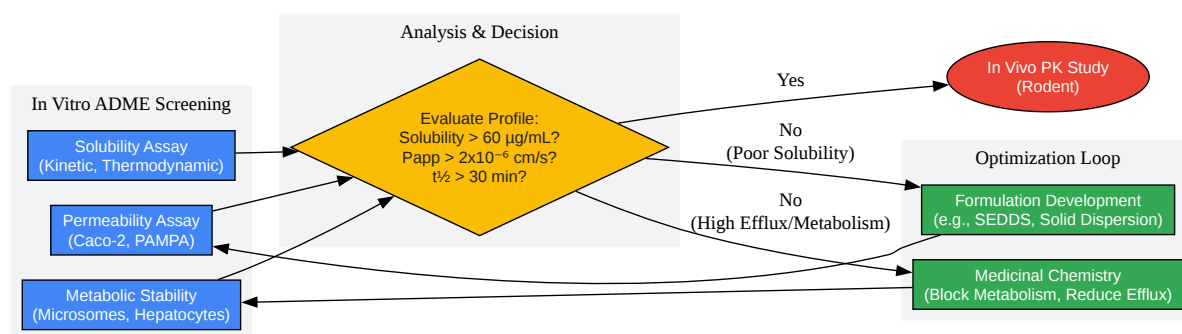 In Vitro ADME Screening
Solubility Assay
(Kinetic, Thermodynamic)
Permeability Assay
(Caco-2, PAMPA)
Metabolic Stability
(Microsomes, Hepatocytes)
Analysis & Decision
Evaluate Profile:
Solubility > 60 µg/mL?
Papp > 2x10⁻⁶ cm/s?
t½ > 30 min?
Yes
No
(Poor Solubility)
No
(High Efflux/Metabolism)
In Vivo PK Study
(Rodent)
Optimization Loop
Formulation Development
(e.g., SEDDS, Solid Dispersion)
Medicinal Chemistry
(Block Metabolism, Reduce Efflux)